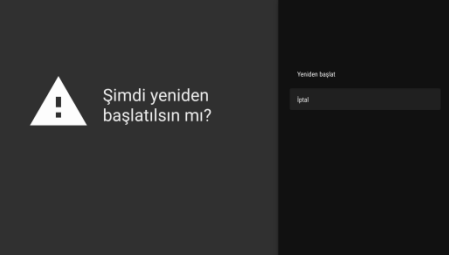 Şimdi yeniden
başlatılsın mı?
Yeniden başlat
İptal